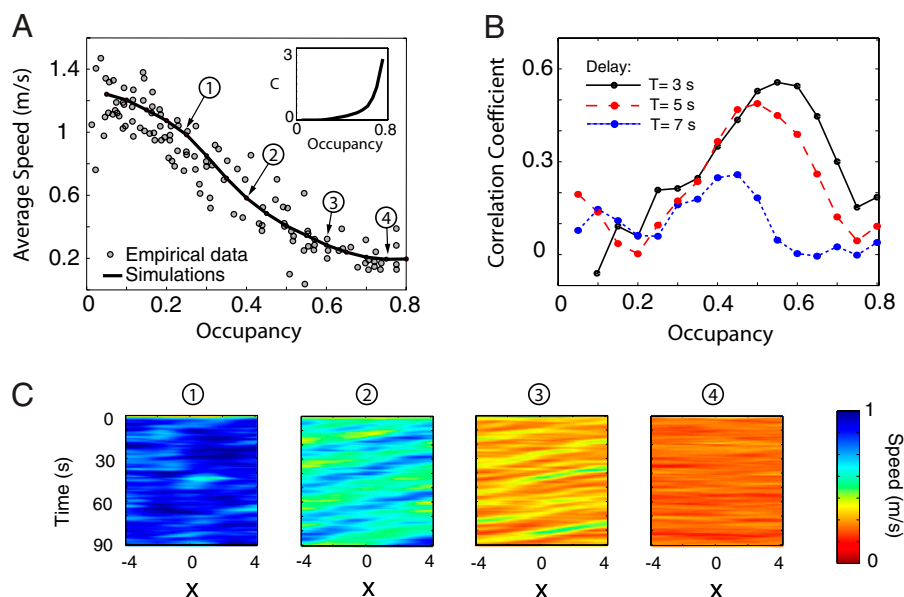 A
Average Speed (m/s)
1.4
1
0.6
0.2
0
0.2
0.4
0.6
0.8
Occupancy
1
2
3
4
Empirical data
Simulations
3
C
0
0.8
Occupancy
B
Correlation Coefficient
0.6
0.3
0
0
0.2
0.4
0.6
0.8
Occupancy
Delay:
T= 3 s
T= 5 s
T= 7 s
C
1
2
3
4
Time (s)
0
30
60
90
-4
0
4
X
-4
0
4
X
-4
0
4
X
-4
0
4
X
1
0
Speed (m/s)